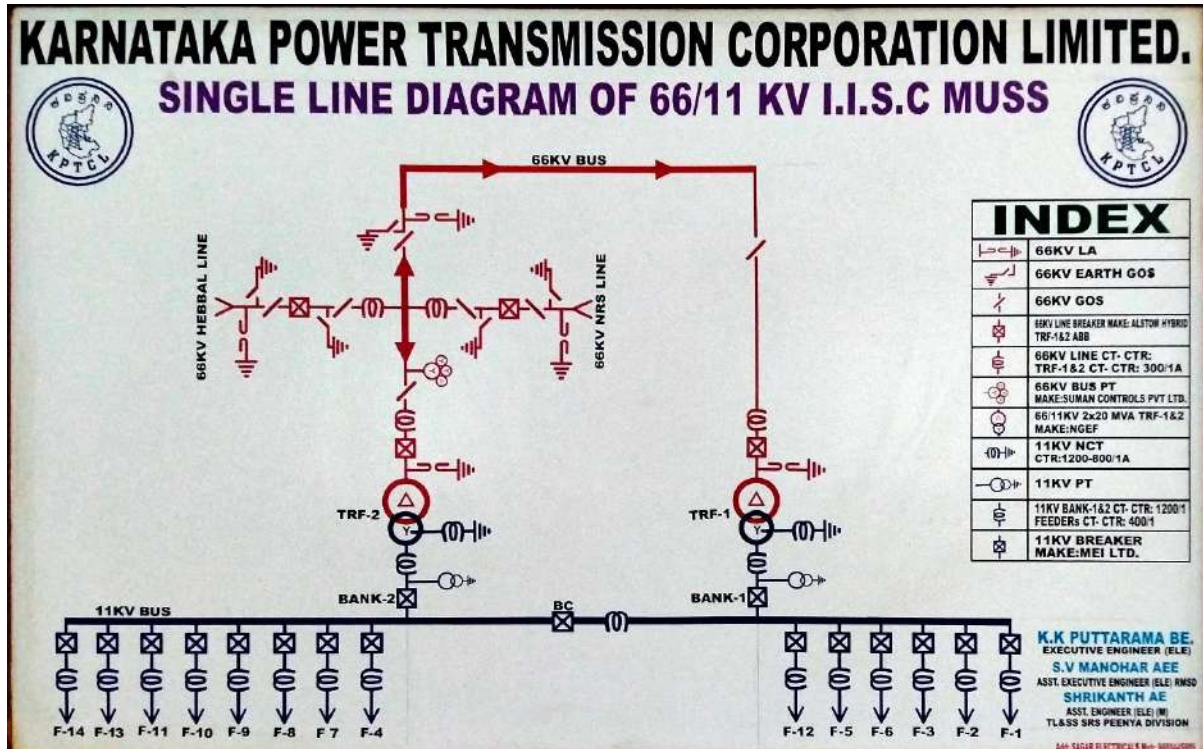 KARNATAKA POWER TRANSMISSION CORPORATION LIMITED.
SINGLE LINE DIAGRAM OF 66/11 KV I.I.S.C MUSS
KPTCL
KPTCL
66KV BUS
66KV HEBBAL LINE
66KV NRS LINE
TRF-2
TRF-1
BANK-2
BANK-1
11KV BUS
BC
F-14 F-13 F-11 F-10 F-9 F-8 F 7 F-4 F-12 F-5 F-6 F-3 F-2 F-1
INDEX
66KV LA
66KV EARTH GOS
66KV GOS
66KV LINE BREAKER MAKE: ALSTOM HYBRID
TRF-1&2 ABB
66KV LINE CT- CTR:
TRF-1&2 CT- CTR: 300/1A
66KV BUS PT
MAKE:SUMAN CONTROLS PVT LTD.
66/11KV 2x20 MVA TRF-1&2
MAKE:NGEF
11KV NCT
CTR:1200-800/1A
11KV PT
11KV BANK-1&2 CT- CTR: 1200/1
FEEDERs CT- CTR: 400/1
11KV BREAKER
MAKE:MEI LTD.
K.K PUTTARAMA BE.
EXECUTIVE ENGINEER (ELE)
S.V MANOHAR AEE
ASST. EXECUTIVE ENGINEER (ELE) RMSD
SHRIKANTH AE
ASST. ENGINEER (ELE) (M)
TL&SS SRS PEENYA DIVISION
SAGAR ELECTRICALS